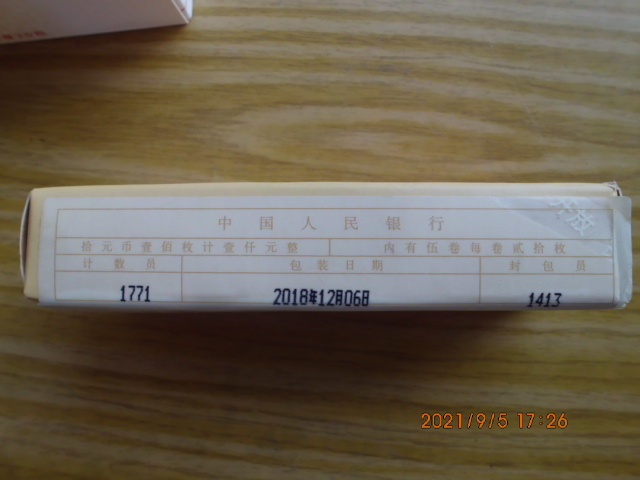 中国人民银行
拾元币壹佰枚计壹仟元整 内有伍卷每卷贰拾枚
计数员 包装日期 封包员
1771 2018年12月06日 1413
2021/9/5 17:26